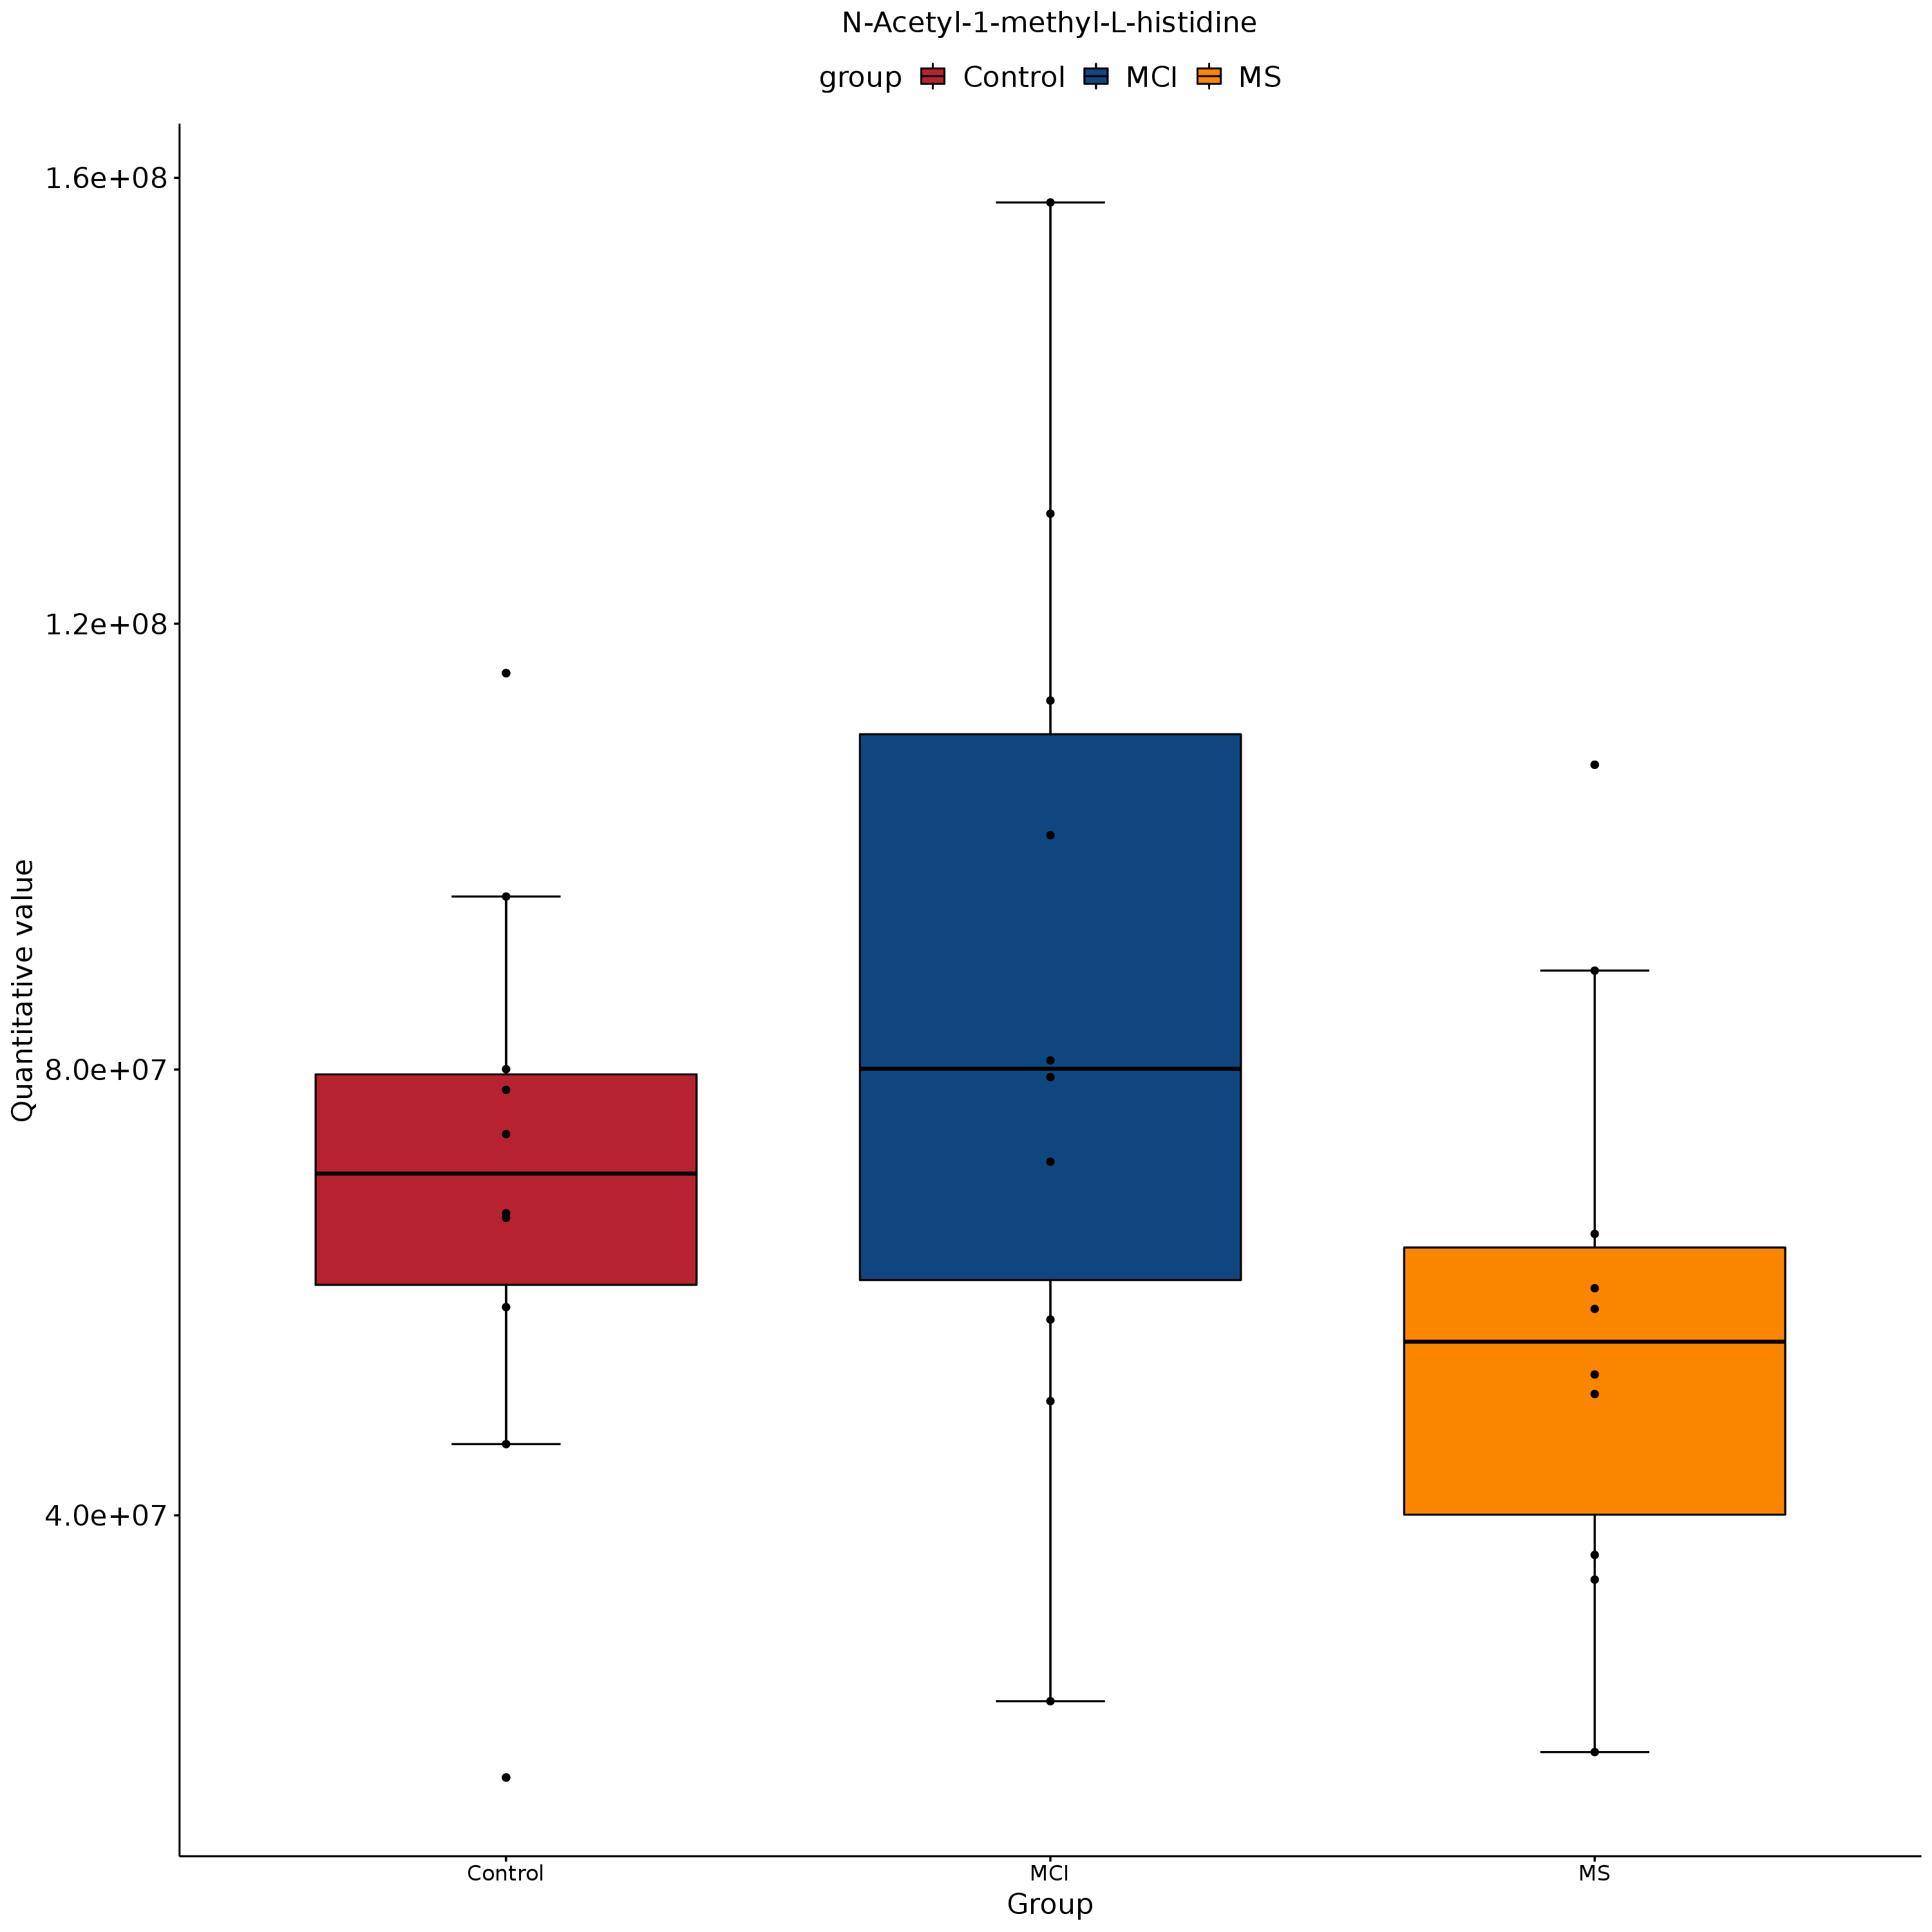 N-Acetyl-1-methyl-L-histidine
group Control MCI MS
1.6e+08
1.2e+08
8.0e+07
4.0e+07
Quantitative value
Control MCI MS
Group